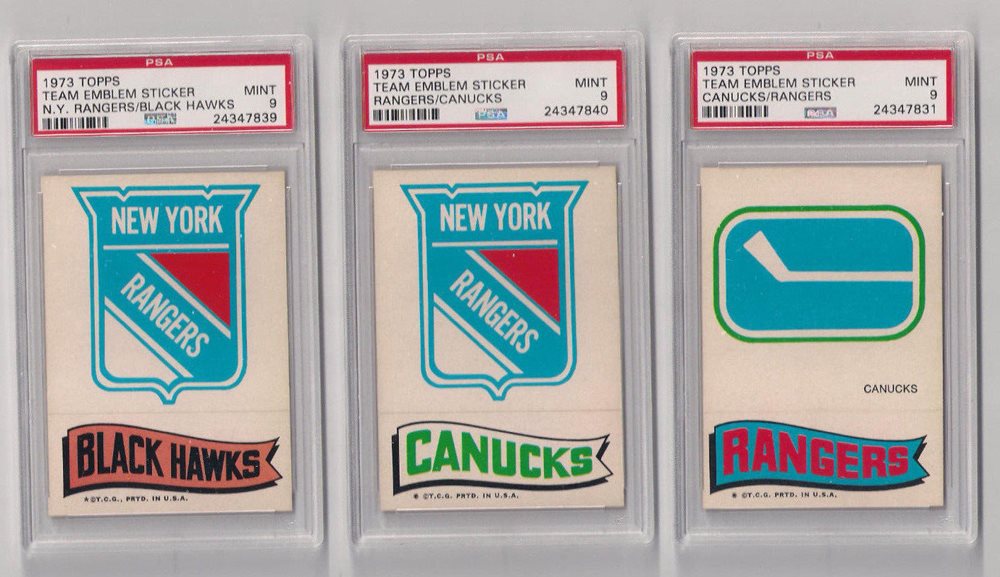 PSA
1973 TOPPS
TEAM EMBLEM STICKER MINT
N.Y. RANGERS/BLACK HAWKS 9
24347839
NEW YORK
RANGERS
BLACK HAWKS
* ©T.C.G., PRTD. IN U.S.A.
PSA
1973 TOPPS
TEAM EMBLEM STICKER MINT
RANGERS/CANUCKS 9
PSA 24347840
NEW YORK
RANGERS
CANUCKS
* ©T.C.G. PRTD. IN U.S.A.
PSA
1973 TOPPS
TEAM EMBLEM STICKER MINT
CANUCKS/RANGERS 9
24347831
CANUCKS
RANGERS
* ©T.C.G. PRTD. IN U.S.A.